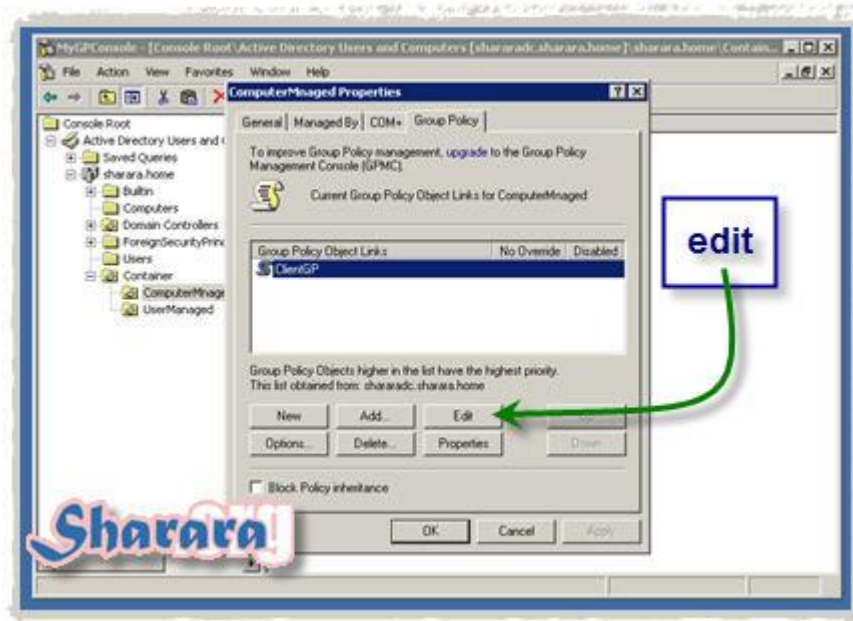 MyGPConsole - [Console Root\Active Directory Users and Computers [shararadc.sharara.home]\sharara.home\Contain...
File Action View Favorites Window Help
Console Root
Active Directory Users and
Saved Queries
sharara.home
Builtin
Computers
Domain Controllers
ForeignSecurityPrinc
Users
Container
ComputerMnage
UserManaged
ComputerMnaged Properties
General Managed By COM+ Group Policy
To improve Group Policy management, upgrade to the Group Policy
Management Console (GPMC).
Current Group Policy Object Links for ComputerMnaged
Group Policy Object Links No Override Disabled
ClientGP
Group Policy Objects higher in the list have the highest priority.
This list obtained from: shararadc.sharara.home
New Add... Edit
Options... Delete... Properties Down
Block Policy inheritance
OK Cancel Apply
edit
Sharara
org